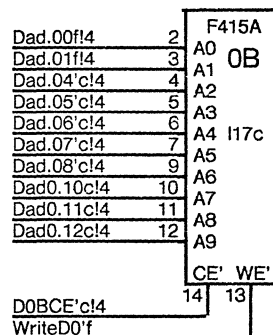 F415A
Dad.00f!4 2 A0 0B
Dad.01f!4 3 A1
Dad.04'c!4 4 A2
Dad.05'c!4 5 A3
Dad.06'c!4 6 A4 I17c
Dad.07'c!4 7 A5
Dad.08'c!4 9 A6
Dad0.10c!4 10 A7
Dad0.11c!4 11 A8
Dad0.12c!4 12 A9
CE' WE'
14 13
D0BCE'c!4
WriteD0'f